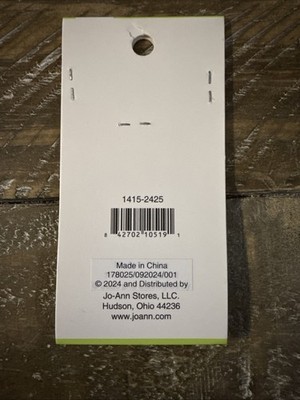 1415-2425
8 42702 10519 1
Made in China
178025/092024/001
© 2024 and Distributed by
Jo-Ann Stores, LLC.
Hudson, Ohio 44236
www.joann.com